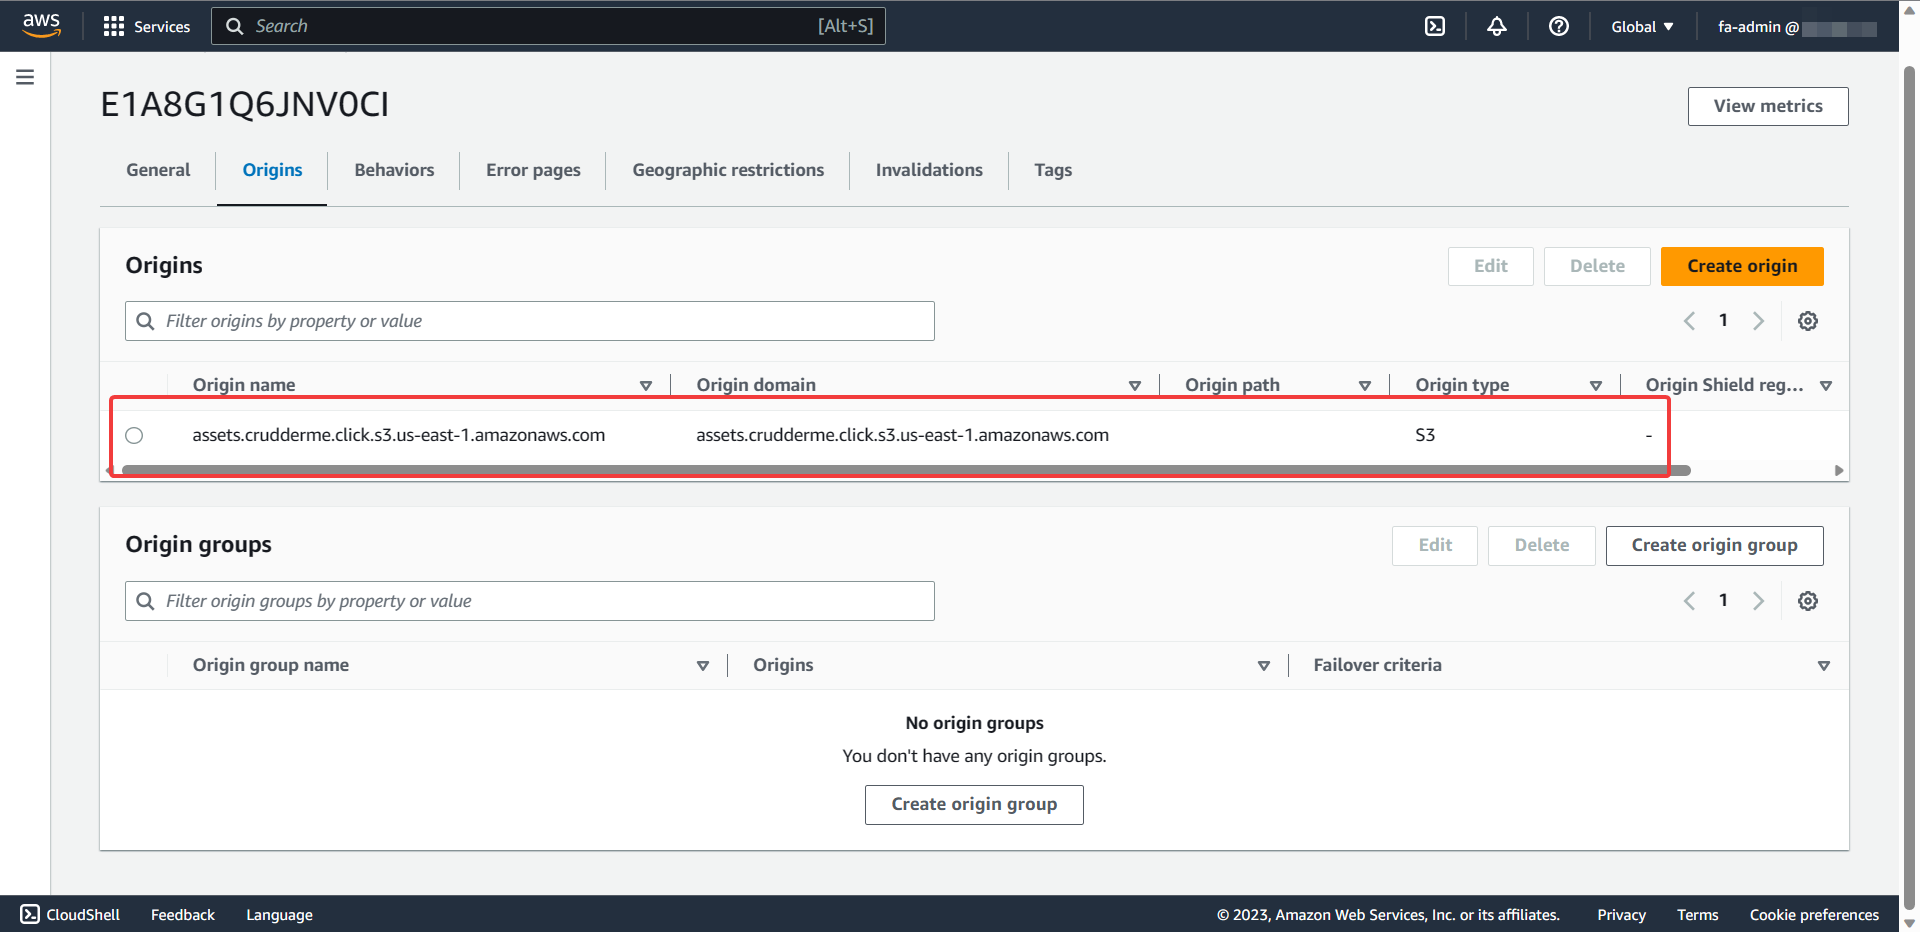 aws Services Search [Alt+S] Global fa-admin @
E1A8G1Q6JNV0CI
View metrics
General Origins Behaviors Error pages Geographic restrictions Invalidations Tags
Origins
Edit Delete Create origin
Filter origins by property or value
1
Origin name Origin domain Origin path Origin type Origin Shield reg...
assets.crudderme.click.s3.us-east-1.amazonaws.com assets.crudderme.click.s3.us-east-1.amazonaws.com S3 -
Origin groups
Edit Delete Create origin group
Filter origin groups by property or value
1
Origin group name Origins Failover criteria
No origin groups
You don't have any origin groups.
Create origin group
CloudShell Feedback Language © 2023, Amazon Web Services, Inc. or its affiliates. Privacy Terms Cookie preferences